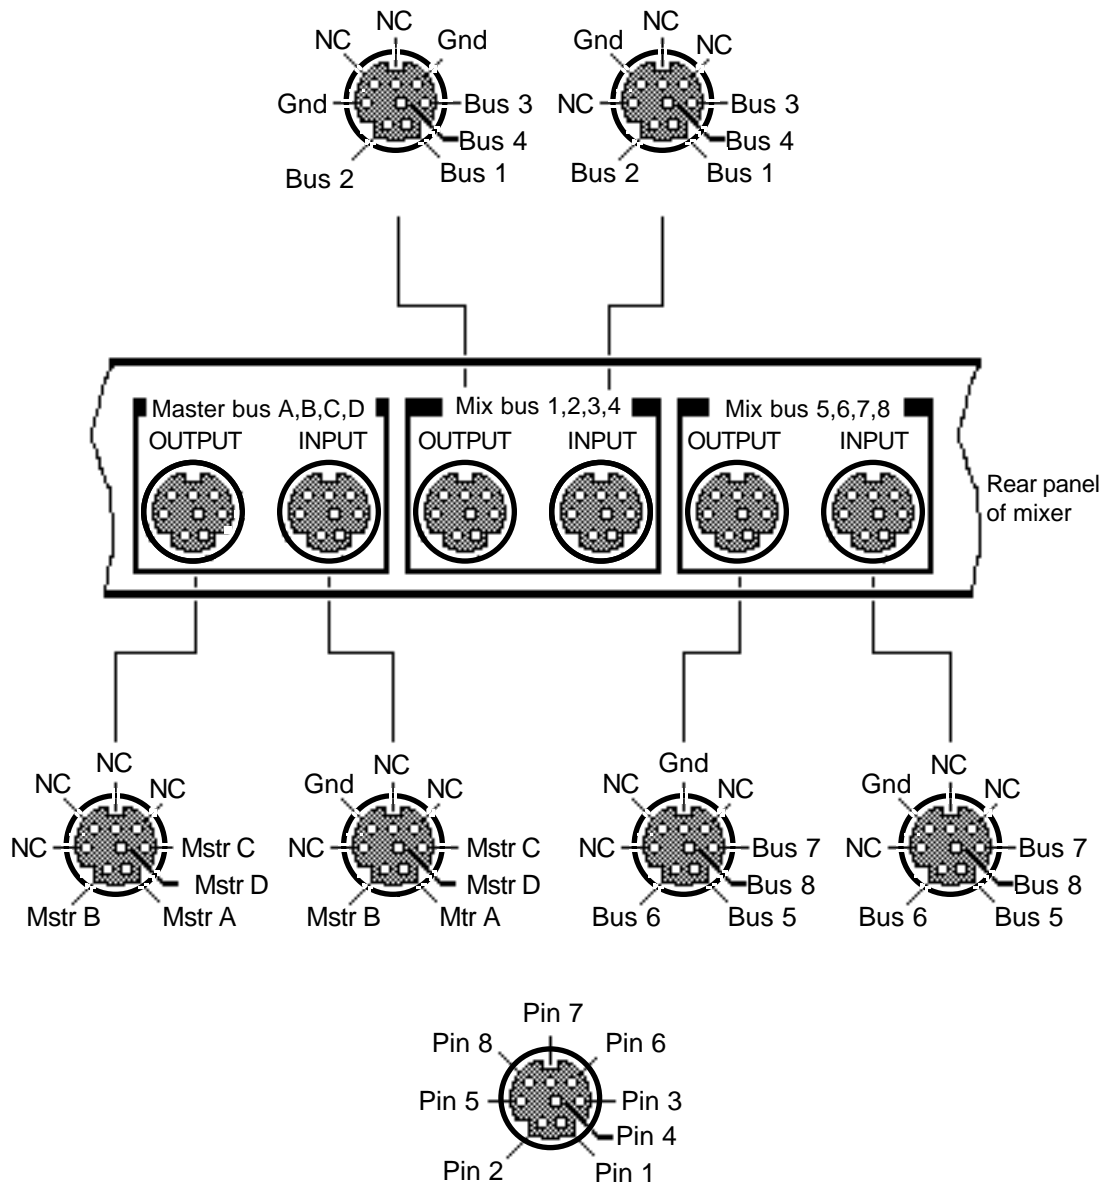 NC
NC
Gnd
Gnd
Bus 3
Bus 4
Bus 2
Bus 1
NC
Gnd
NC
NC
Bus 3
Bus 4
Bus 2
Bus 1
Master bus A,B,C,D
OUTPUT
INPUT
Mix bus 1,2,3,4
OUTPUT
INPUT
Mix bus 5,6,7,8
OUTPUT
INPUT
Rear panel
of mixer
NC
NC
NC
NC
Mstr C
Mstr D
Mstr B
Mstr A
NC
Gnd
NC
NC
Mstr C
Mstr D
Mstr B
Mtr A
Gnd
NC
NC
NC
Bus 7
Bus 8
Bus 6
Bus 5
NC
Gnd
NC
NC
Bus 7
Bus 8
Bus 6
Bus 5
Pin 7
Pin 8
Pin 6
Pin 5
Pin 3
Pin 4
Pin 2
Pin 1